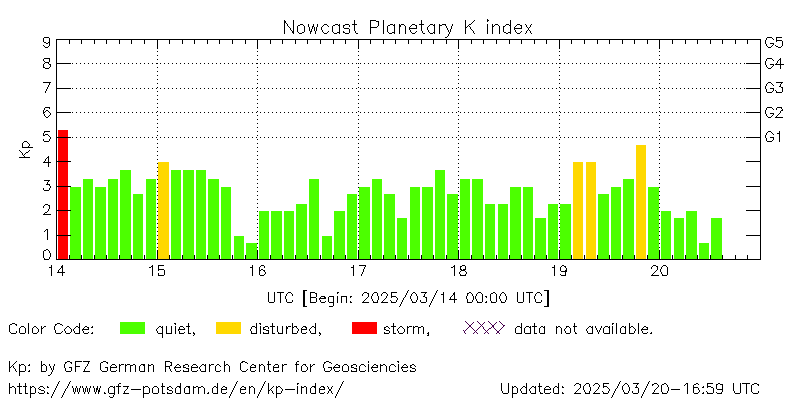 Nowcast Planetary K index
9 G5
8 G4
7 G3
6 G2
5 G1
4
Kp
3
2
1
0
14 15 16 17 18 19 20
UTC [Begin: 2025/03/14 00:00 UTC]
Color Code: quiet, disturbed, storm, data not available.
Kp: by GFZ German Research Center for Geosciencies
https://www.gfz-potsdam.de/en/kp-index/ Updated: 2025/03/20-16:59 UTC